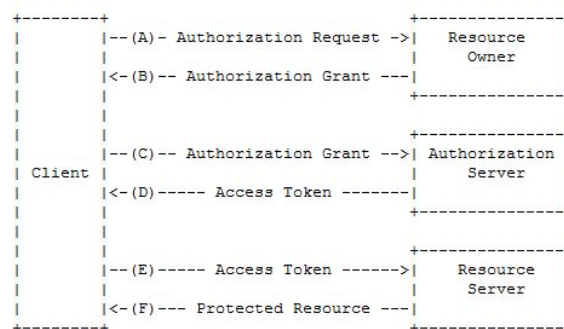 --(A)- Authorization Request ->| Resource
Owner
<-(B)-- Authorization Grant ---
--(C)-- Authorization Grant -->| Authorization
Client Server
<-(D)----- Access Token -------
--(E)----- Access Token ------>| Resource
Server
<-(F)--- Protected Resource ---